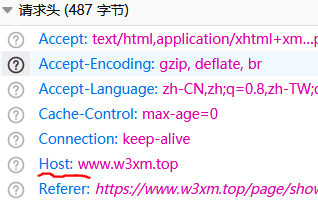 请求头 (487 字节)
Accept: text/html,application/xhtml+xm...p
Accept-Encoding: gzip, deflate, br
Accept-Language: zh-CN,zh;q=0.8,zh-TW;
Cache-Control: max-age=0
Connection: keep-alive
Host: www.w3xm.top
Referer: https://www.w3xm.top/page/show